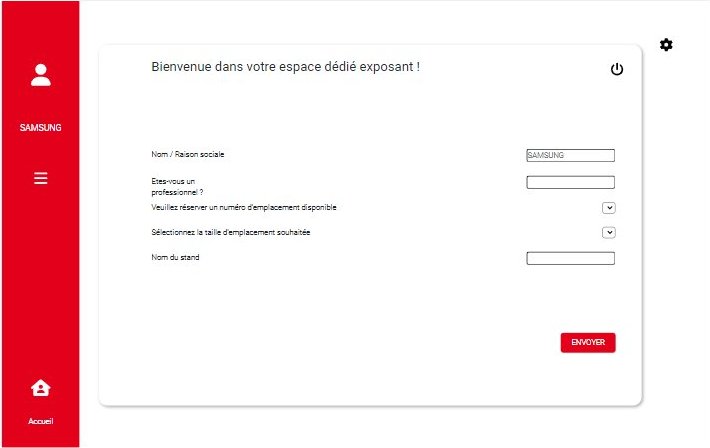 Bienvenue dans votre espace dédié exposant !
SAMSUNG
Nom / Raison sociale
SAMSUNG
Etes-vous un
professionnel ?
Veuillez réserver un numéro d'emplacement disponible
Sélectionnez la taille d'emplacement souhaitée
Nom du stand
ENVOYER
Accueil